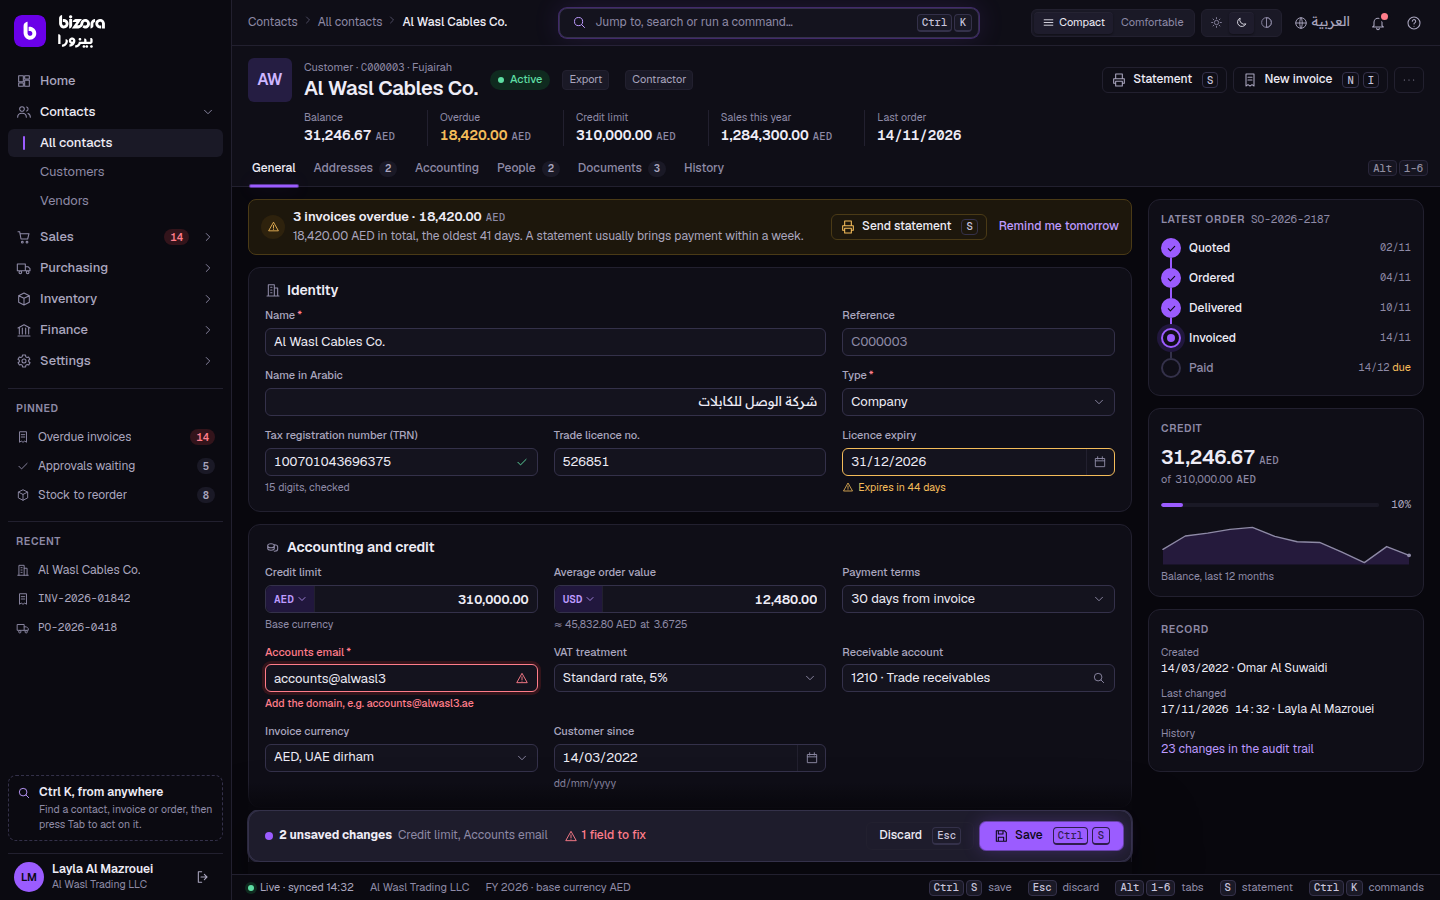 bizora
بيزورا
Home
Contacts
All contacts
Customers
Vendors
Sales 14
Purchasing
Inventory
Finance
Settings
PINNED
Overdue invoices 14
Approvals waiting 5
Stock to reorder 8
RECENT
Al Wasl Cables Co.
INV-2026-01842
PO-2026-0418
Ctrl K, from anywhere
Find a contact, invoice or order, then
press Tab to act on it.
LM Layla Al Mazrouei
Al Wasl Trading LLC
Contacts All contacts Al Wasl Cables Co.
Jump to, search or run a command... Ctrl K
Compact Comfortable
العربية
AW
Customer · C000003 · Fujairah
Al Wasl Cables Co. Active Export Contractor
Statement S New invoice N I ...
Balance
31,246.67 AED
Overdue
18,420.00 AED
Credit limit
310,000.00 AED
Sales this year
1,284,300.00 AED
Last order
14/11/2026
General Addresses 2 Accounting People 2 Documents 3 History
Alt 1-6
3 invoices overdue · 18,420.00 AED
18,420.00 AED in total, the oldest 41 days. A statement usually brings payment within a week.
Send statement S Remind me tomorrow
Identity
Name *
Al Wasl Cables Co.
Reference
C000003
Name in Arabic
شركة الوصل للكابلات
Type *
Company
Tax registration number (TRN)
100701043696375
15 digits, checked
Trade licence no.
526851
Licence expiry
31/12/2026
Expires in 44 days
Accounting and credit
Credit limit
AED 310,000.00
Base currency
Average order value
USD 12,480.00
≈ 45,832.80 AED at 3.6725
Payment terms
30 days from invoice
Accounts email *
accounts@alwasl3
Add the domain, e.g. accounts@alwasl3.ae
VAT treatment
Standard rate, 5%
Receivable account
1210 · Trade receivables
Invoice currency
AED, UAE dirham
Customer since
14/03/2022
dd/mm/yyyy
2 unsaved changes Credit limit, Accounts email 1 field to fix
Discard Esc Save Ctrl S
LATEST ORDER SO-2026-2187
Quoted 02/11
Ordered 04/11
Delivered 10/11
Invoiced 14/11
Paid 14/12 due
CREDIT
31,246.67 AED
of 310,000.00 AED
10%
Balance, last 12 months
RECORD
Created
14/03/2022 · Omar Al Suwaidi
Last changed
17/11/2026 14:32 · Layla Al Mazrouei
History
23 changes in the audit trail
Live · synced 14:32 Al Wasl Trading LLC FY 2026 · base currency AED
Ctrl S save Esc discard Alt 1-6 tabs S statement Ctrl K commands